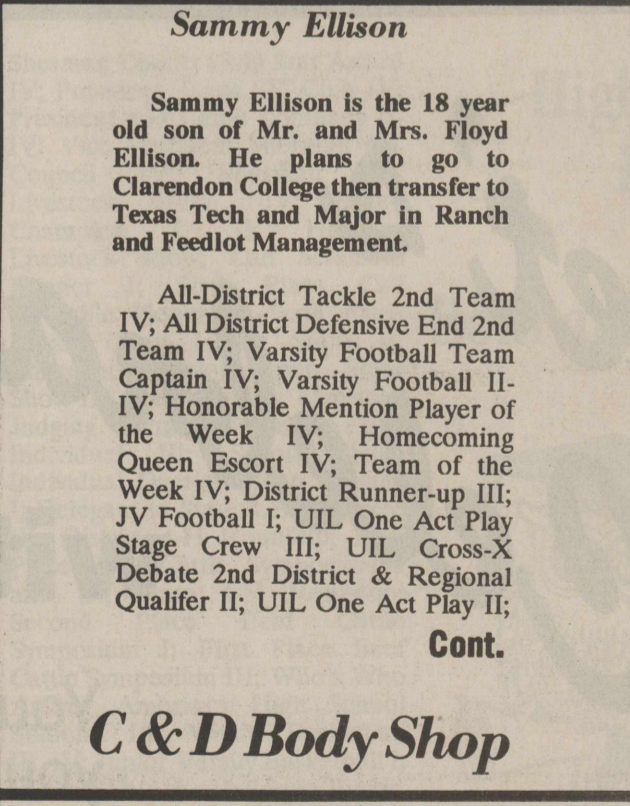 Sammy Ellison
Sammy Ellison is the 18 year
old son of Mr. and Mrs. Floyd
Ellison. He plans to go to
Clarendon College then transfer to
Texas Tech and Major in Ranch
and Feedlot Management.
All-District Tackle 2nd Team
IV; All District Defensive End 2nd
Team IV; Varsity Football Team
Captain IV; Varsity Football II-
IV; Honorable Mention Player of
the Week IV; Homecoming
Queen Escort IV; Team of the
Week IV; District Runner-up III;
JV Football I; UIL One Act Play
Stage Crew III; UIL Cross-X
Debate 2nd District & Regional
Qualifer II; UIL One Act Play II;
Cont.
C & D Body Shop